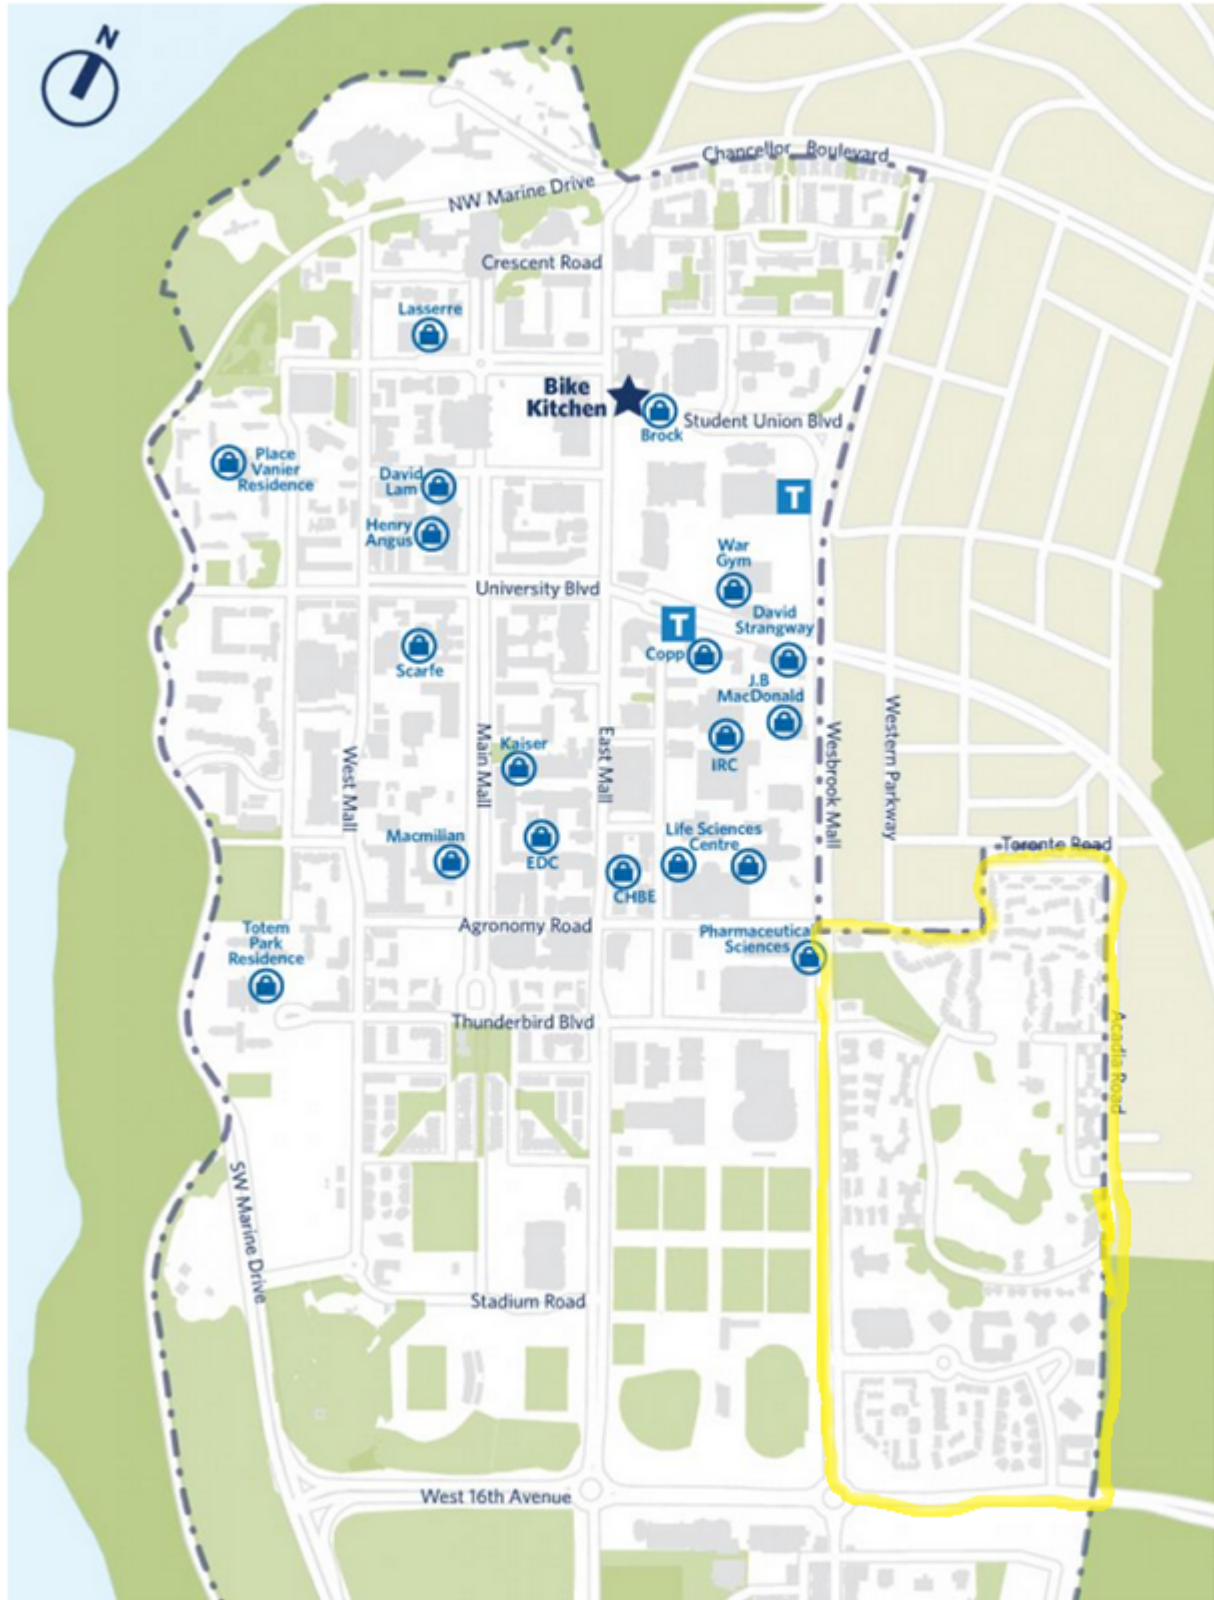 N
Chancellor Boulevard
NW Marine Drive
Crescent Road
Lasserre
Bike
Kitchen
Student Union Blvd
Brock
Place
Vanier
Residence
David
Lam
T
Henry
Angus
War
Gym
University Blvd
David
Strangway
T
Copp
Scarfe
J.B
MacDonald
Kaiser
IRC
West Mall
Main Mall
East Mall
Wesbrook Mall
Western Parkway
Macmilian
EDC
Life Sciences
Centre
Toronto Road
CHBE
Agronomy Road
Pharmaceutica
Sciences
Totem
Park
Residence
Thunderbird Blvd
Acadia Road
SW Marine Drive
Stadium Road
West 16th Avenue